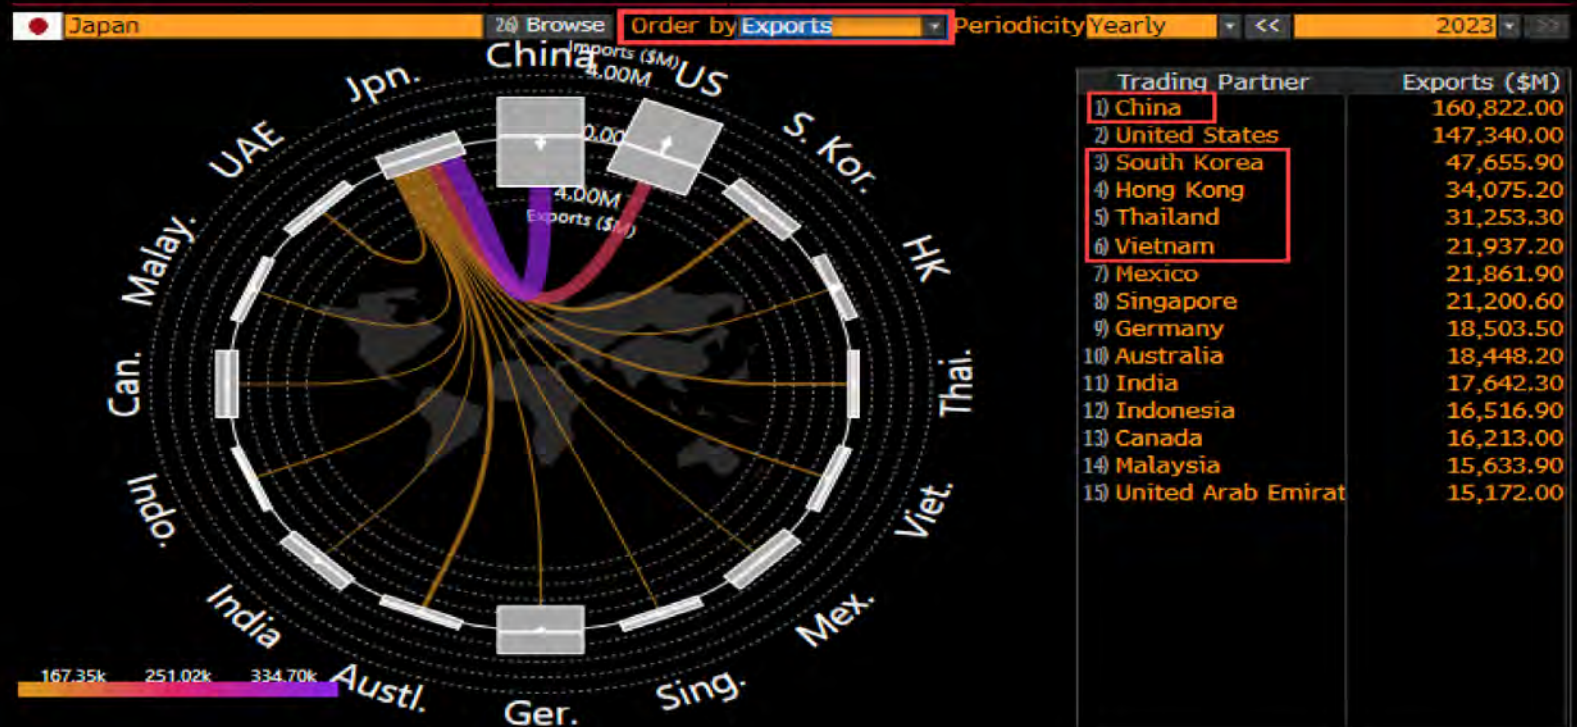 Japan 26) Browse Order by Exports Periodicity Yearly << 2023 >>
Trading Partner Exports ($M)
1) China 160,822.00
2) United States 147,340.00
3) South Korea 47,655.90
4) Hong Kong 34,075.20
5) Thailand 31,253.30
6) Vietnam 21,937.20
7) Mexico 21,861.90
8) Singapore 21,200.60
9) Germany 18,503.50
10) Australia 18,448.20
11) India 17,642.30
12) Indonesia 16,516.90
13) Canada 16,213.00
14) Malaysia 15,633.90
15) United Arab Emirat 15,172.00
China
Imports ($M)
4.00M
US
Jpn.
S. Kor.
UAE
0.00
4.00M
Exports ($M)
Malay.
HK
Can.
Thai.
Indo.
Viet.
India
Mex.
Austl.
Ger.
Sing.
167.35k 251.02k 334.70k